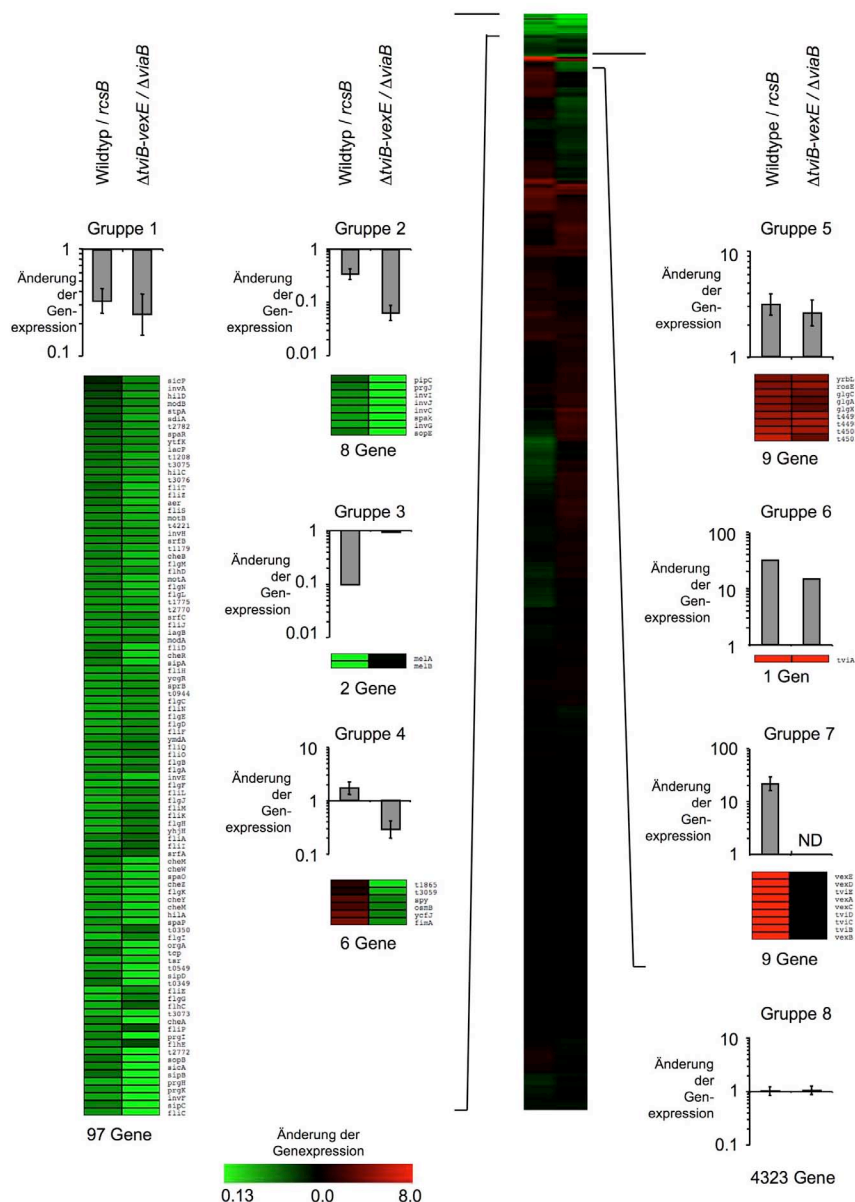 Wildtyp / rcsB
ΔtviB-vexE / ΔviaB
Wildtyp / rcsB
ΔtviB-vexE / ΔviaB
Wildtype / rcsB
ΔtviB-vexE / ΔviaB
Gruppe 1
1
Änderung
der
Gen-
expression
0.1
sicP
invA
hilD
modB
stpA
sdiA
t2782
spaR
ytfK
iacP
t1208
t3075
hilC
t3076
fliT
fliZ
aer
fliS
motB
t4221
invH
srfB
t1179
cheB
flgM
flhD
motA
flgN
flgL
t1775
t2770
srfC
fliJ
iagB
modA
fliD
cheR
sipA
fliH
ycgR
sprB
t0944
flgC
fliN
flgE
flgD
fliF
ymdA
fliQ
fliO
flgB
flgA
invE
flgF
fliL
flgJ
fliM
fliK
flgH
yhjH
fliA
fliI
srfA
cheM
cheW
spaO
cheZ
flgK
cheY
cheM
hilA
spaP
t0350
flgI
orgA
tcp
tsr
t0549
sipD
t0349
fliE
flgG
flhC
t3073
cheA
fliP
prgI
flhE
t2772
sopB
sicA
sipB
prgH
prgK
invF
sipC
fliC
97 Gene
Gruppe 2
1
Änderung
der
Gen-
expression
0.1
0.01
pipC
prgJ
invI
invJ
invC
spak
invG
sopE
8 Gene
Gruppe 3
1
Änderung
der
Gen-
expression
0.1
0.01
melA
melB
2 Gene
Gruppe 4
10
Änderung
der
Gen-
expression
1
0.1
t1865
t3059
spy
osmB
ycfJ
fimA
6 Gene
Gruppe 5
10
Änderung
der
Gen-
expression
1
yrbL
rosE
glgC
glgA
glgX
t449
t449
t450
t450
9 Gene
Gruppe 6
100
Änderung
der
Gen-
expression
10
1
tviA
1 Gen
Gruppe 7
100
Änderung
der
Gen-
expression
10
1
ND
vexE
vexD
tviE
vexA
vexC
tviD
tviC
tviB
vexB
9 Gene
Gruppe 8
10
Änderung
der
Gen-
expression
1
0.1
4323 Gene
Änderung der
Genexpression
0.13
0.0
8.0